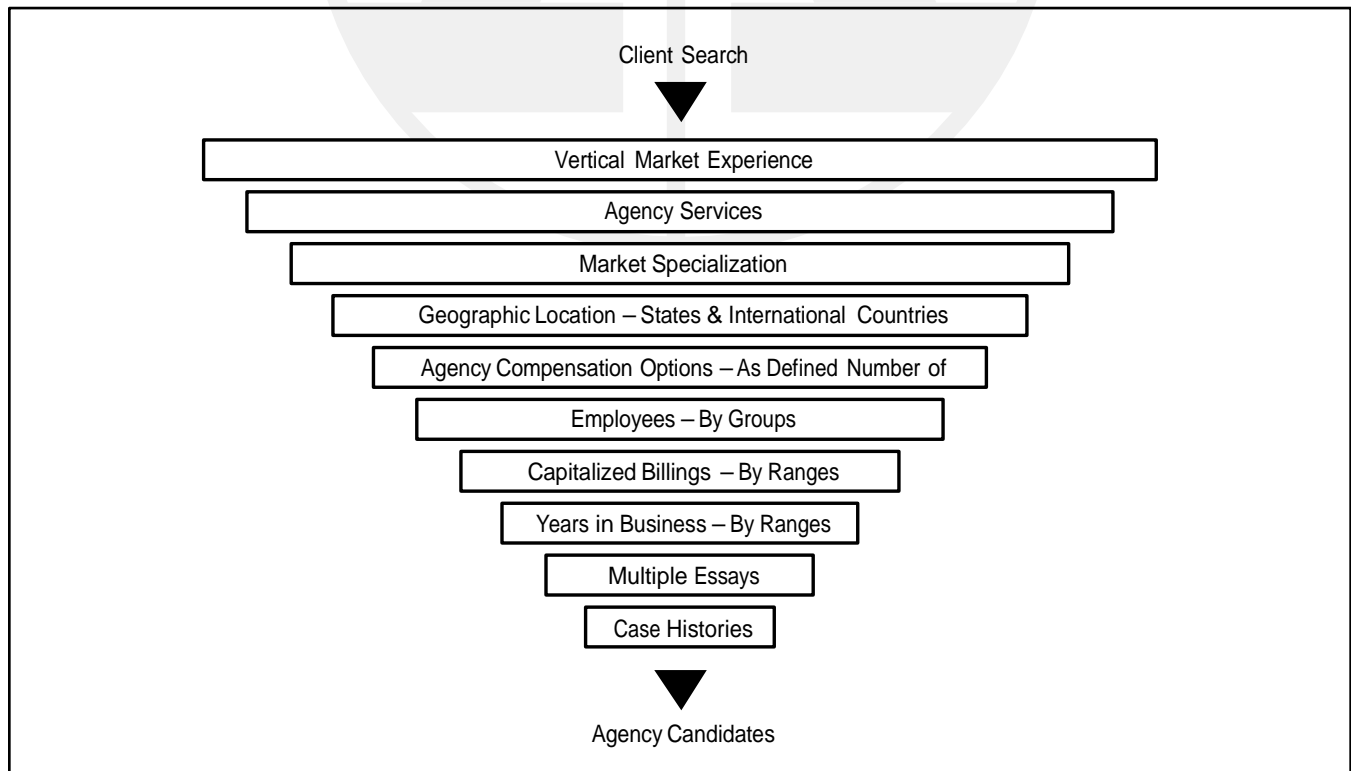 Client Search
Vertical Market Experience
Agency Services
Market Specialization
Geographic Location – States & International Countries
Agency Compensation Options – As Defined Number of
Employees – By Groups
Capitalized Billings – By Ranges
Years in Business – By Ranges
Multiple Essays
Case Histories
Agency Candidates